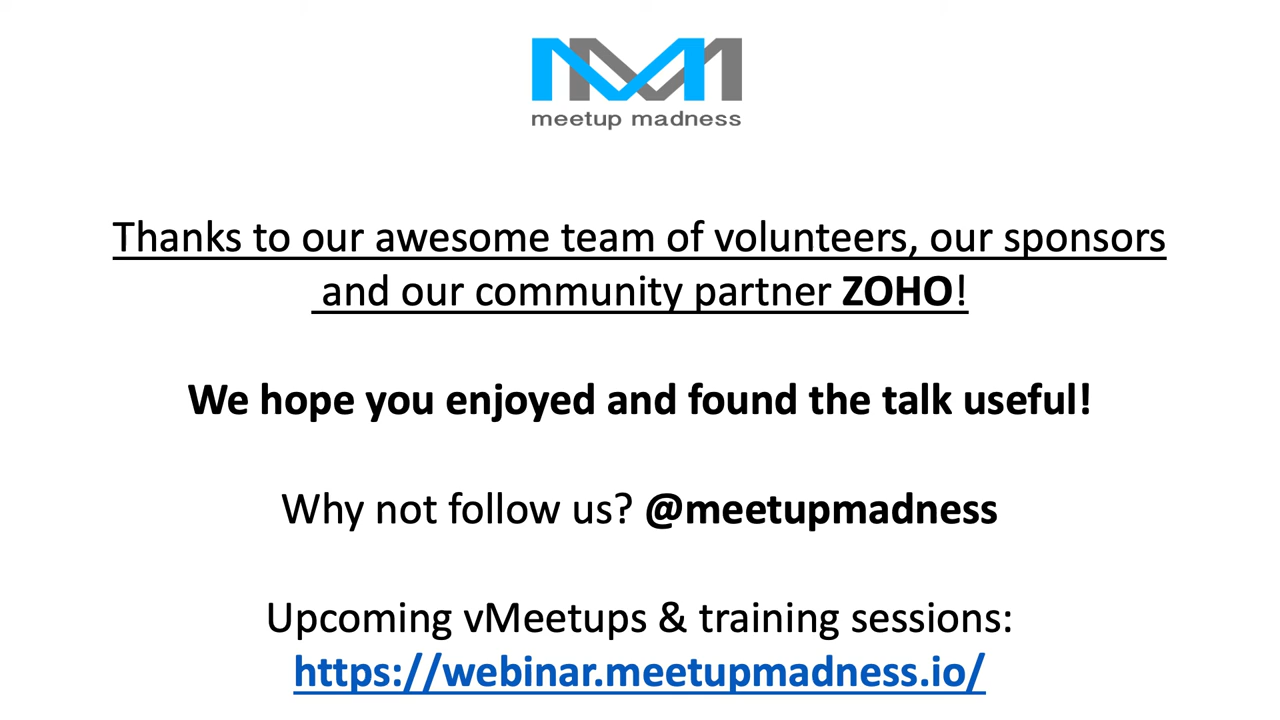 meetup madness
Thanks to our awesome team of volunteers, our sponsors
and our community partner ZOHO!
We hope you enjoyed and found the talk useful!
Why not follow us? @meetupmadness
Upcoming vMeetups & training sessions:
https://webinar.meetupmadness.io/